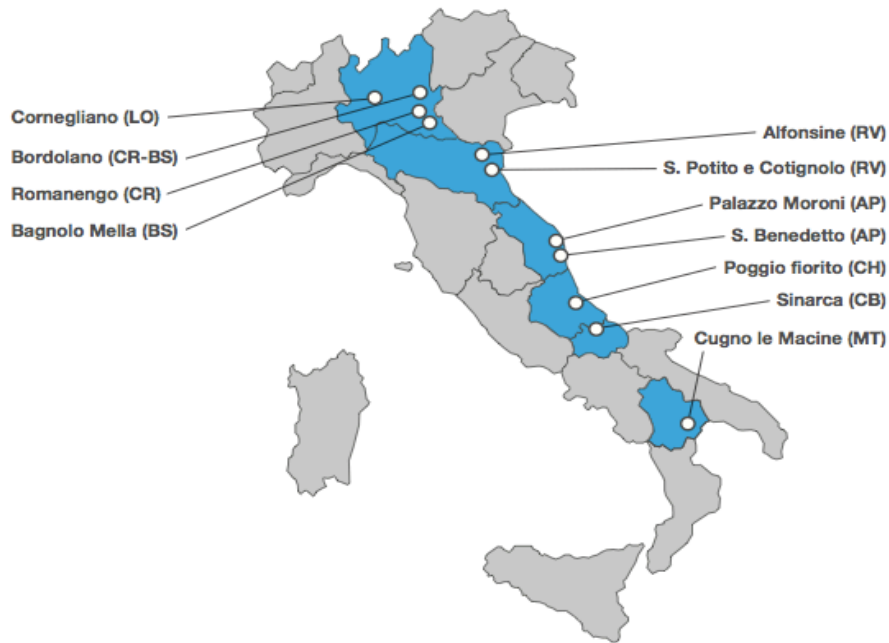 Cornegliano (LO)
Bordolano (CR-BS)
Romanengo (CR)
Bagnolo Mella (BS)
Alfonsine (RV)
S. Potito e Cotignolo (RV)
Palazzo Moroni (AP)
S. Benedetto (AP)
Poggio fiorito (CH)
Sinarca (CB)
Cugno le Macine (MT)